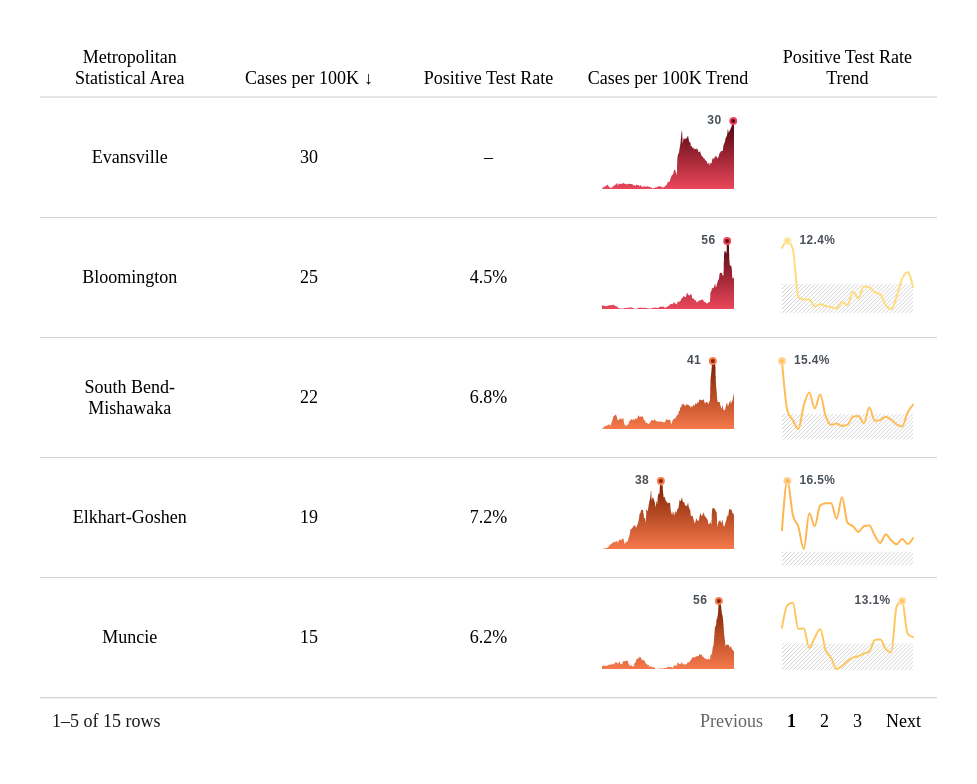 Metropolitan
Statistical Area
Cases per 100K ↓
Positive Test Rate
Cases per 100K Trend
Positive Test Rate
Trend
Evansville
30
–
30
Bloomington
25
4.5%
56
12.4%
South Bend-
Mishawaka
22
6.8%
41
15.4%
Elkhart-Goshen
19
7.2%
38
16.5%
Muncie
15
6.2%
56
13.1%
1–5 of 15 rows
Previous 1 2 3 Next